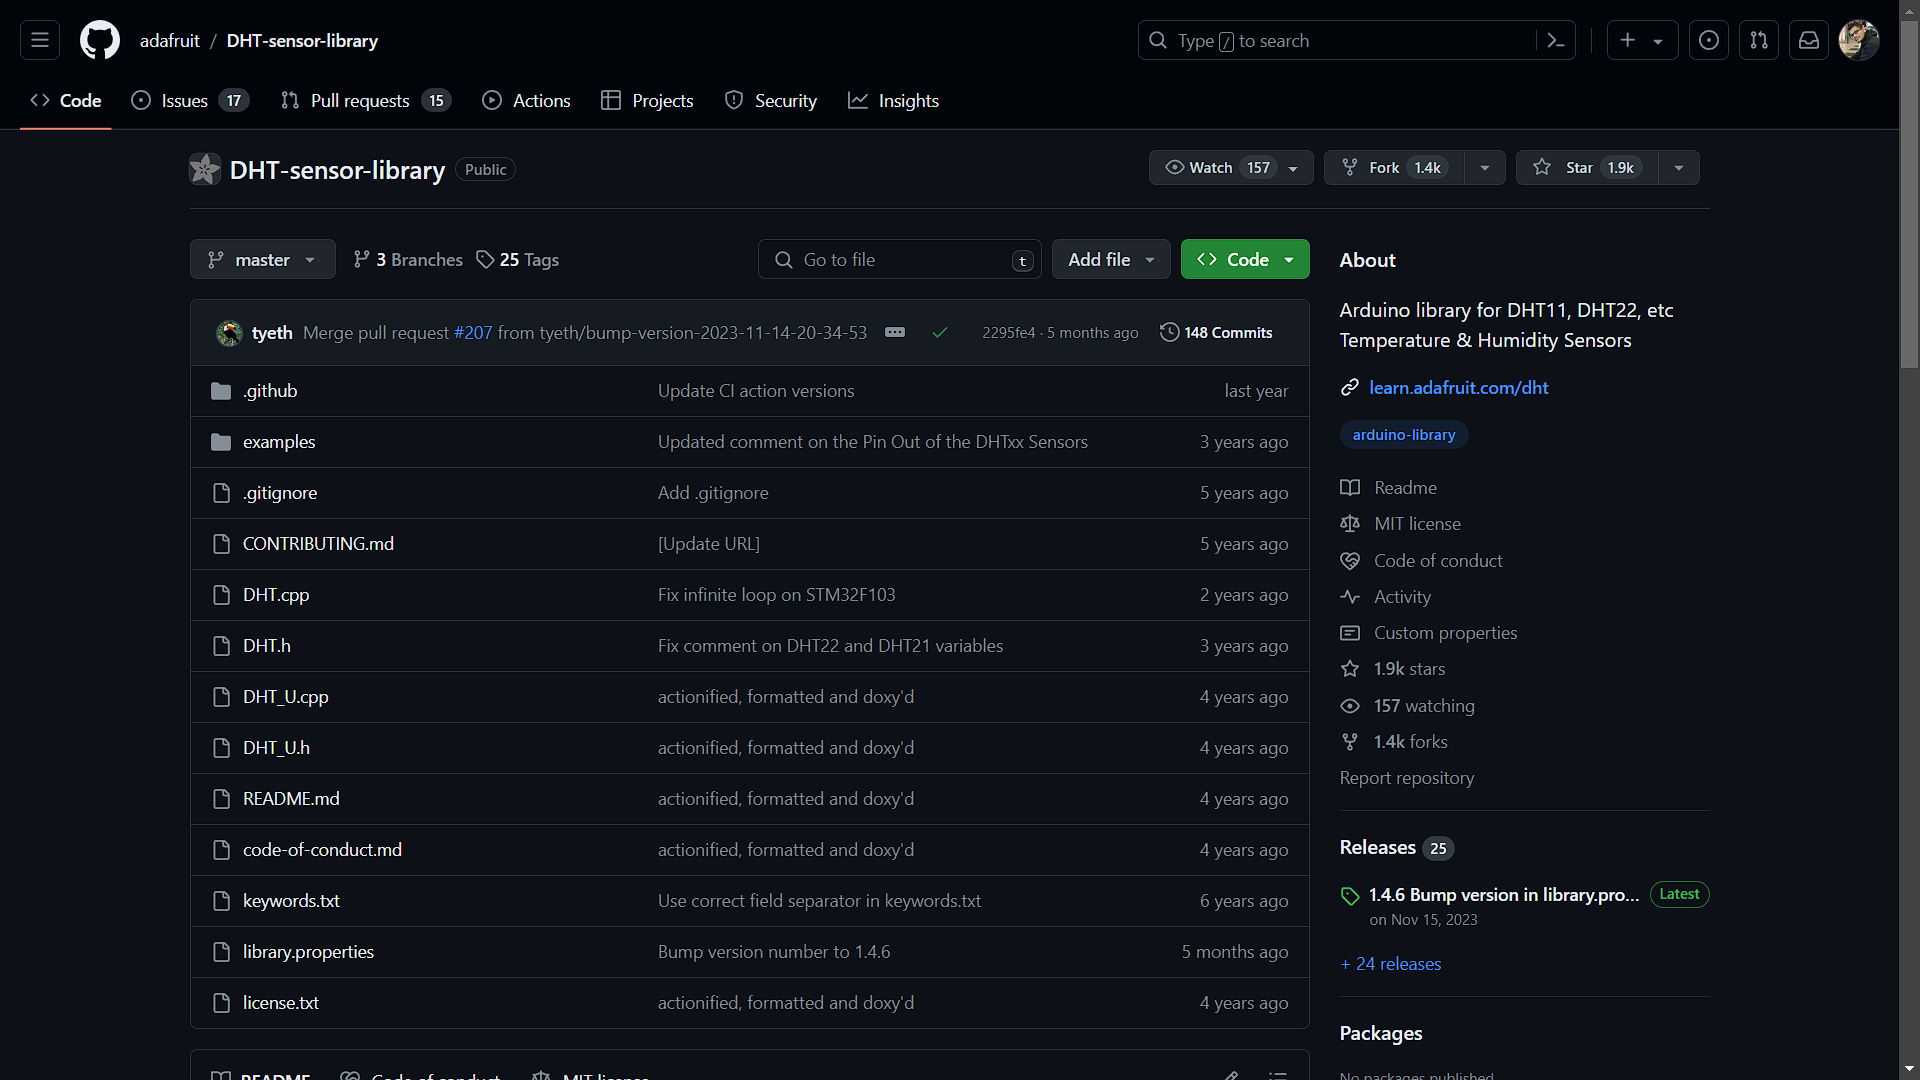 adafruit / DHT-sensor-library
Type / to search
Code
Issues 17
Pull requests 15
Actions
Projects
Security
Insights
DHT-sensor-library Public
Watch 157
Fork 1.4k
Star 1.9k
master
3 Branches
25 Tags
Go to file t
Add file
Code
tyeth Merge pull request #207 from tyeth/bump-version-2023-11-14-20-34-53
2295fe4 · 5 months ago
148 Commits
.github Update CI action versions last year
examples Updated comment on the Pin Out of the DHTxx Sensors 3 years ago
.gitignore Add .gitignore 5 years ago
CONTRIBUTING.md [Update URL] 5 years ago
DHT.cpp Fix infinite loop on STM32F103 2 years ago
DHT.h Fix comment on DHT22 and DHT21 variables 3 years ago
DHT_U.cpp actionified, formatted and doxy'd 4 years ago
DHT_U.h actionified, formatted and doxy'd 4 years ago
README.md actionified, formatted and doxy'd 4 years ago
code-of-conduct.md actionified, formatted and doxy'd 4 years ago
keywords.txt Use correct field separator in keywords.txt 6 years ago
library.properties Bump version number to 1.4.6 5 months ago
license.txt actionified, formatted and doxy'd 4 years ago
README
Code of conduct
MIT license
About
Arduino library for DHT11, DHT22, etc
Temperature & Humidity Sensors
learn.adafruit.com/dht
arduino-library
Readme
MIT license
Code of conduct
Activity
Custom properties
1.9k stars
157 watching
1.4k forks
Report repository
Releases 25
1.4.6 Bump version in library.pro... Latest
on Nov 15, 2023
+ 24 releases
Packages
No packages published